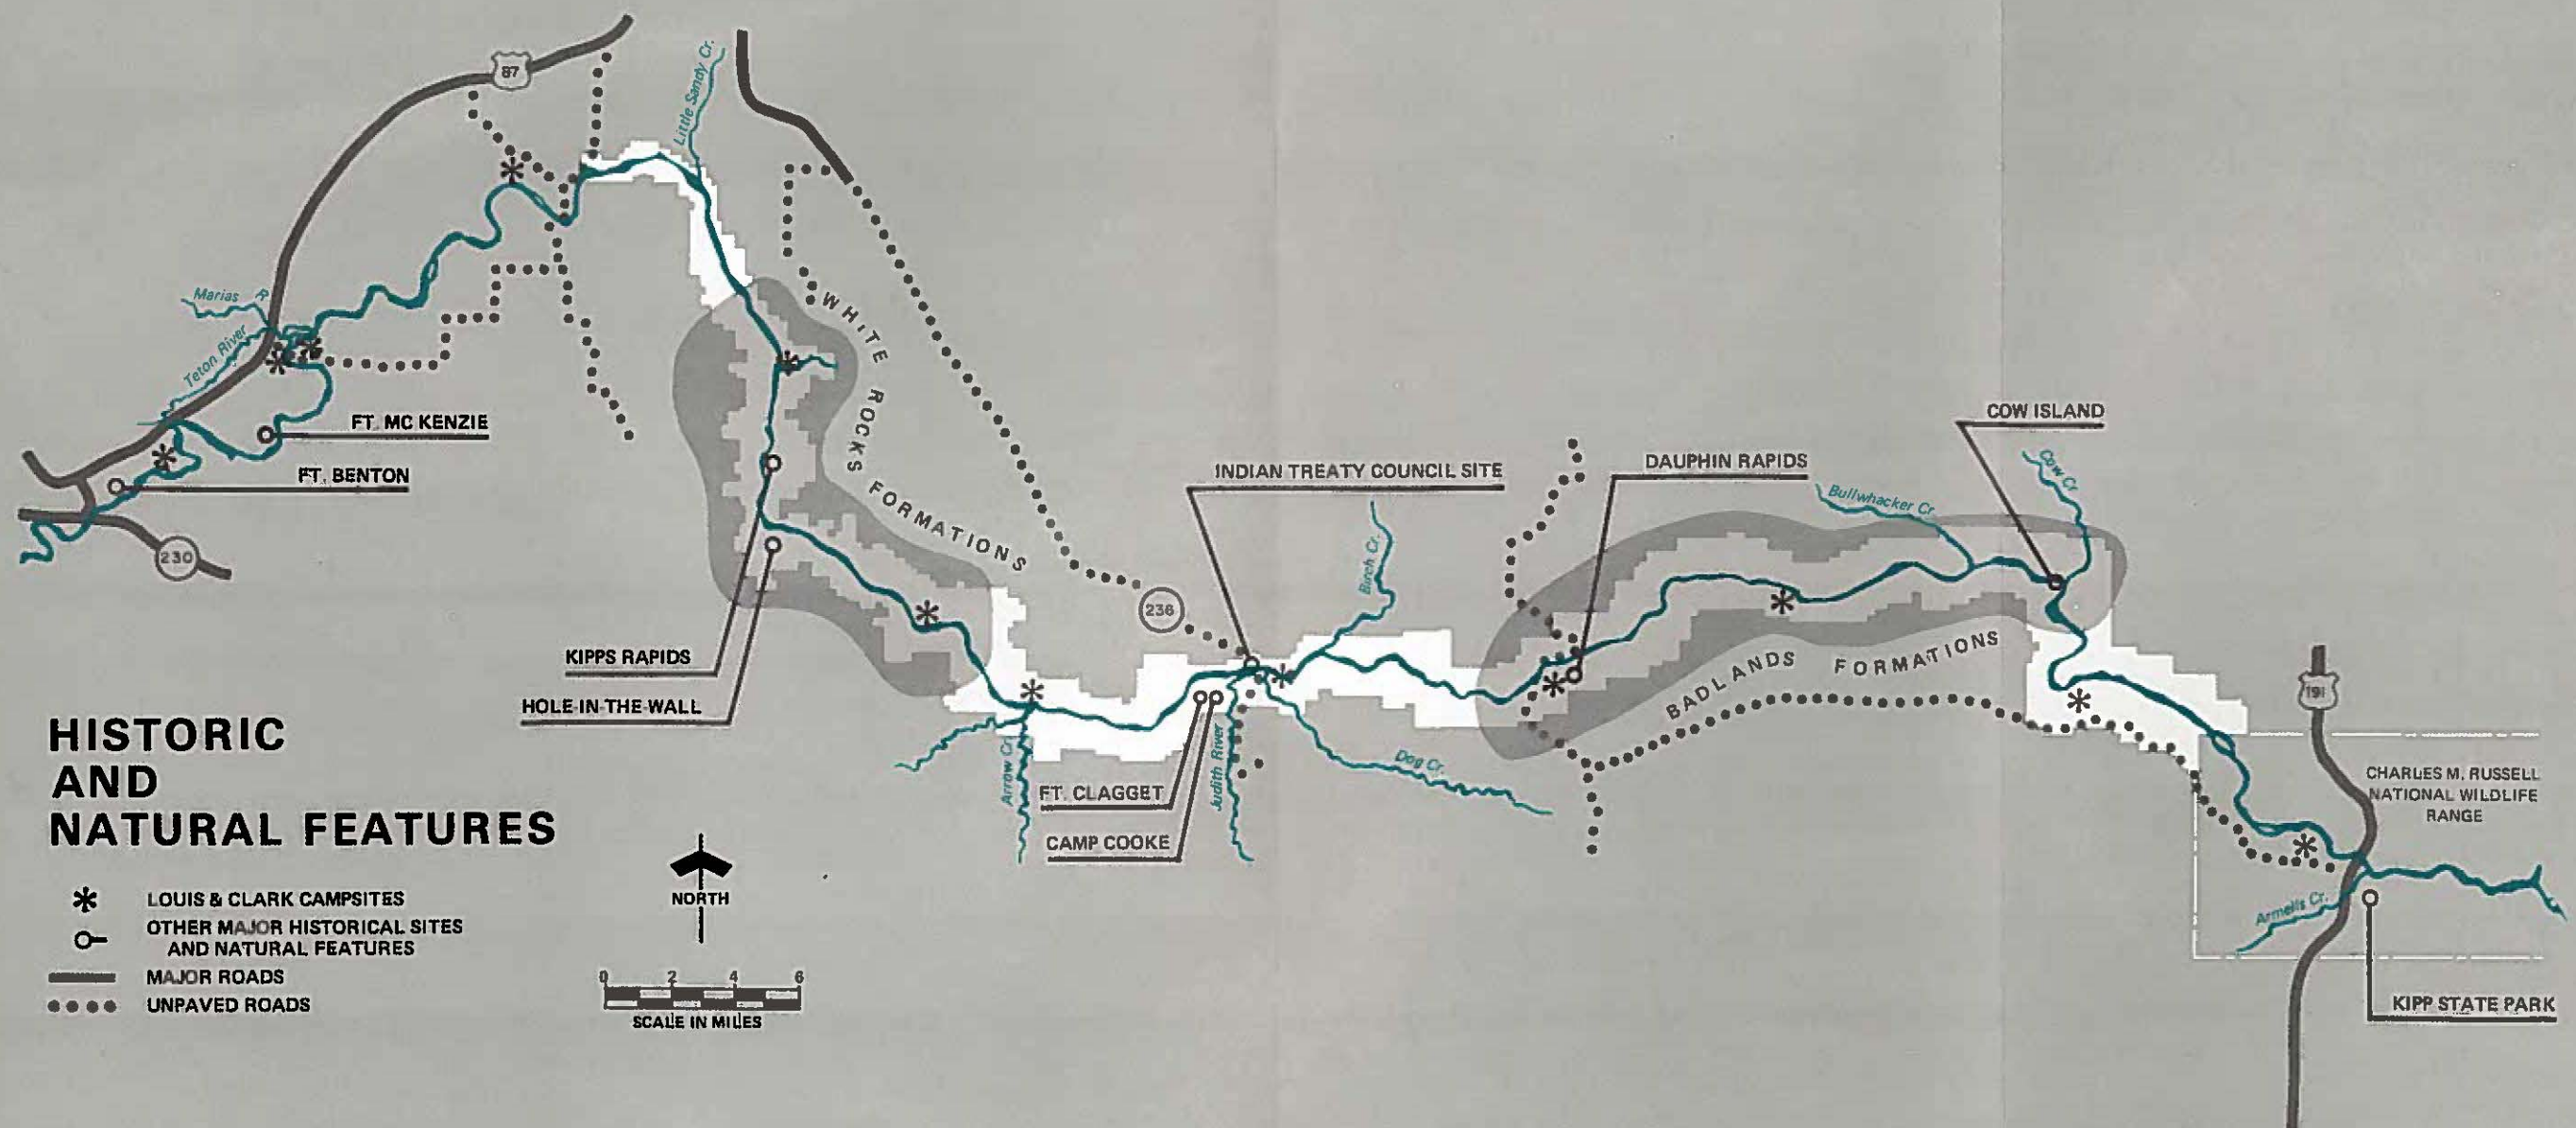 87
Little Sandy Cr.
Marias R
Teton River
WHITE ROCKS FORMATIONS
FT. MC KENZIE
FT. BENTON
230
COW ISLAND
INDIAN TREATY COUNCIL SITE
DAUPHIN RAPIDS
Cow Cr.
Bullwhacker Cr.
Birch Cr.
236
KIPPS RAPIDS
HOLE-IN-THE-WALL
BADLANDS FORMATIONS
191
HISTORIC
AND
NATURAL FEATURES
Arrow Cr.
FT. CLAGGET
CAMP COOKE
Judith River
Dog Cr.
CHARLES M. RUSSELL
NATIONAL WILDLIFE
RANGE
LOUIS & CLARK CAMPSITES
OTHER MAJOR HISTORICAL SITES
AND NATURAL FEATURES
MAJOR ROADS
UNPAVED ROADS
NORTH
0 2 4 6
SCALE IN MILES
Armells Cr.
KIPP STATE PARK